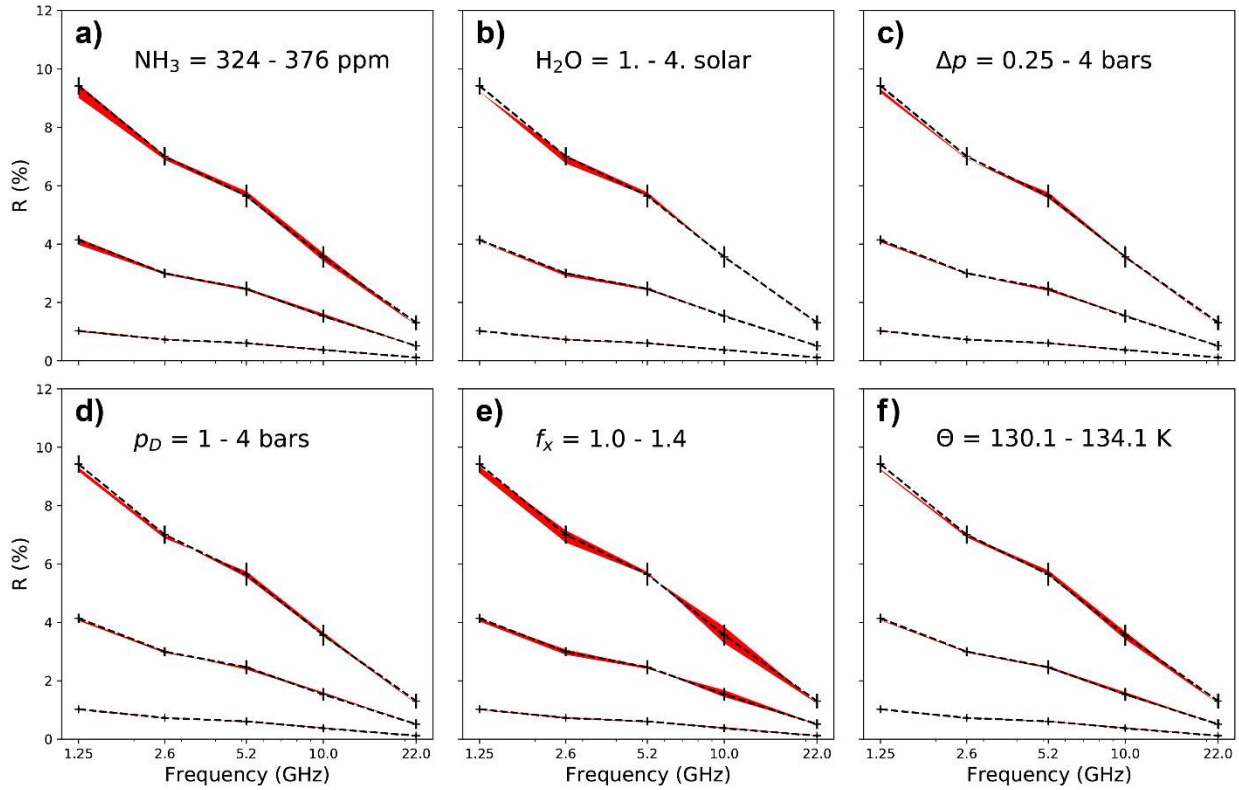 a)
NH₃ = 324 - 376 ppm
b)
H₂O = 1. - 4. solar
c)
Δp = 0.25 - 4 bars
12
10
8
6
4
2
0
R (%)
d)
p_D = 1 - 4 bars
e)
f_x = 1.0 - 1.4
f)
Θ = 130.1 - 134.1 K
12
10
8
6
4
2
0
R (%)
1.25 2.6 5.2 10.0 22.0
1.25 2.6 5.2 10.0 22.0
1.25 2.6 5.2 10.0 22.0
Frequency (GHz)
Frequency (GHz)
Frequency (GHz)